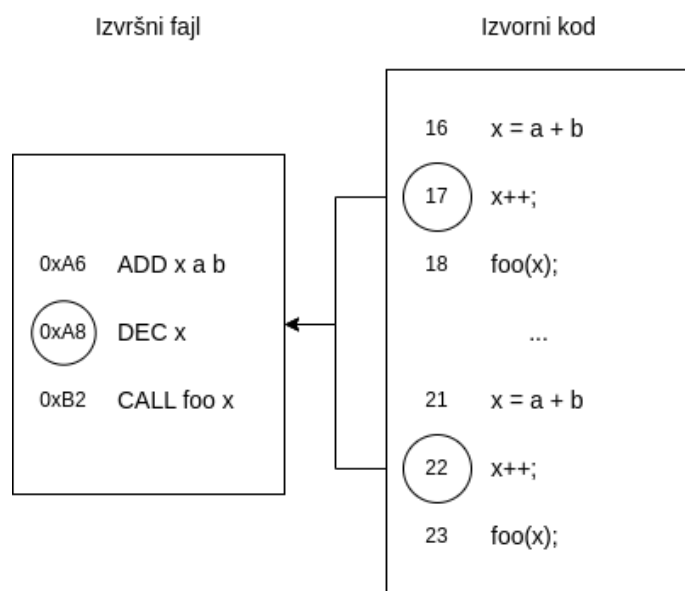 Izvršni fajl
Izvorni kod
0xA6 ADD x a b
0xA8 DEC x
0xB2 CALL foo x
16 x = a + b
17 x++;
18 foo(x);
...
21 x = a + b
22 x++;
23 foo(x);